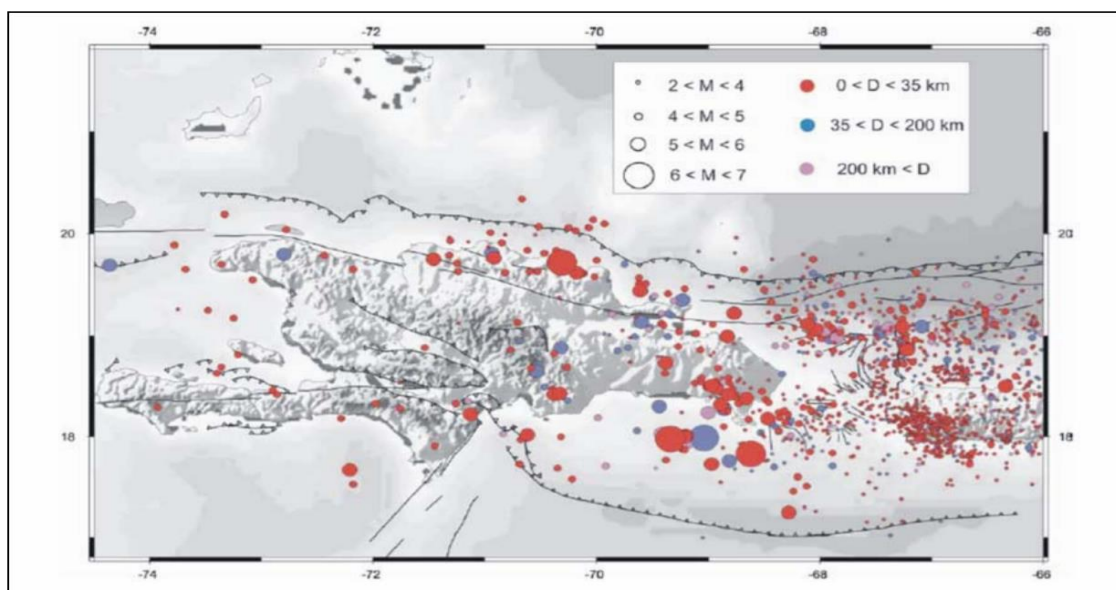 -74 -72 -70 -68 -66
2 < M < 4
4 < M < 5
5 < M < 6
6 < M < 7
0 < D < 35 km
35 < D < 200 km
200 km < D
20 20
18 18
-74 -72 -70 -68 -66